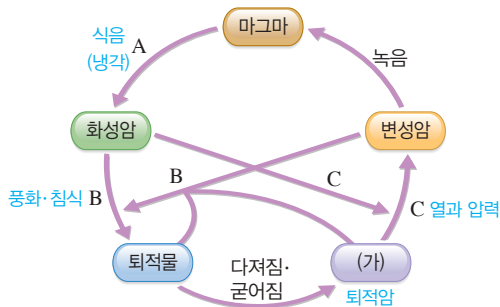 마그마
식음
(냉각)
A
녹음
화성암
변성암
B
C
풍화·침식 B
C 열과 압력
퇴적물
다져짐·
굳어짐
(가)
퇴적암